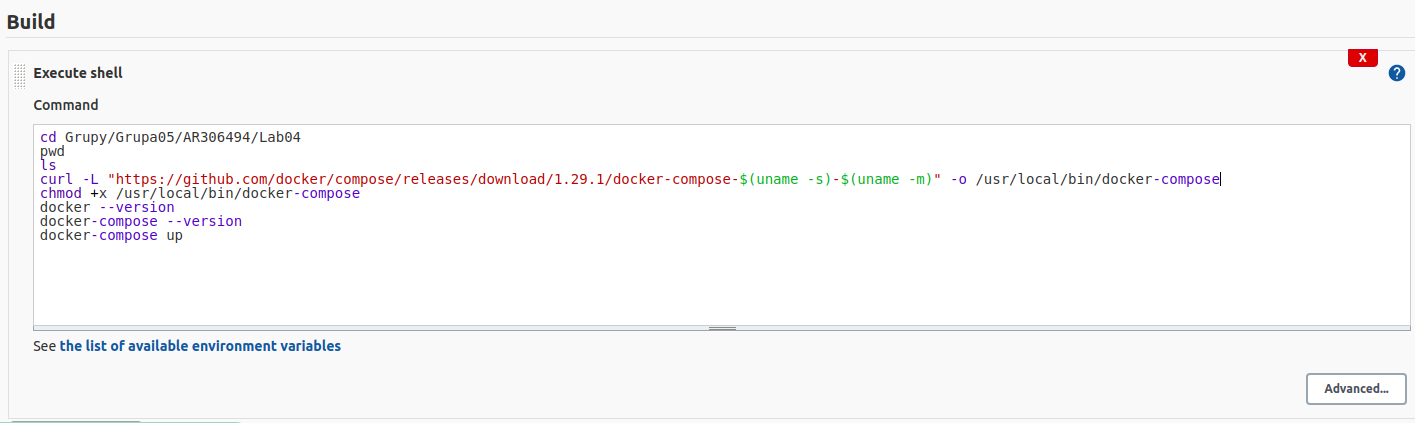 Build
X
Execute shell
?
Command
cd Grupy/Grupa05/AR306494/Lab04
pwd
ls
curl -L "https://github.com/docker/compose/releases/download/1.29.1/docker-compose-$(uname -s)-$(uname -m)" -o /usr/local/bin/docker-compose
chmod +x /usr/local/bin/docker-compose
docker --version
docker-compose --version
docker-compose up
See the list of available environment variables
Advanced...